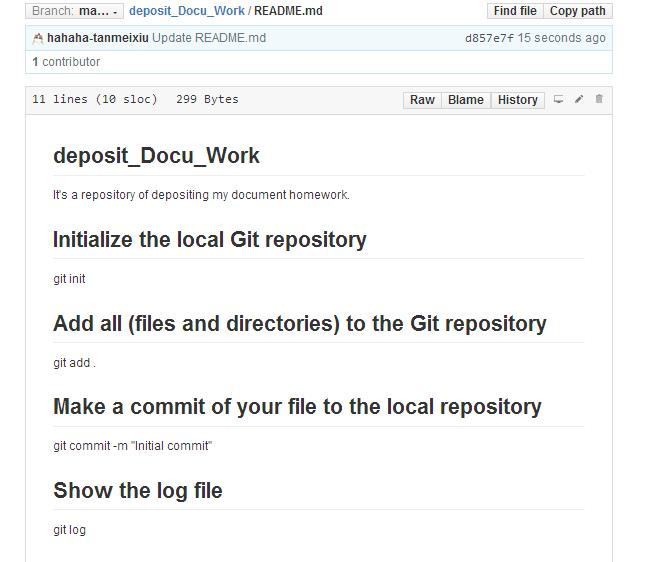 Branch: ma... deposit_Docu_Work / README.md Find file Copy path
hahaha-tanmeixiu Update README.md d857e7f 15 seconds ago
1 contributor
11 lines (10 sloc) 299 Bytes Raw Blame History
deposit_Docu_Work
It's a repository of depositing my document homework.
Initialize the local Git repository
git init
Add all (files and directories) to the Git repository
git add .
Make a commit of your file to the local repository
git commit -m "Initial commit"
Show the log file
git log